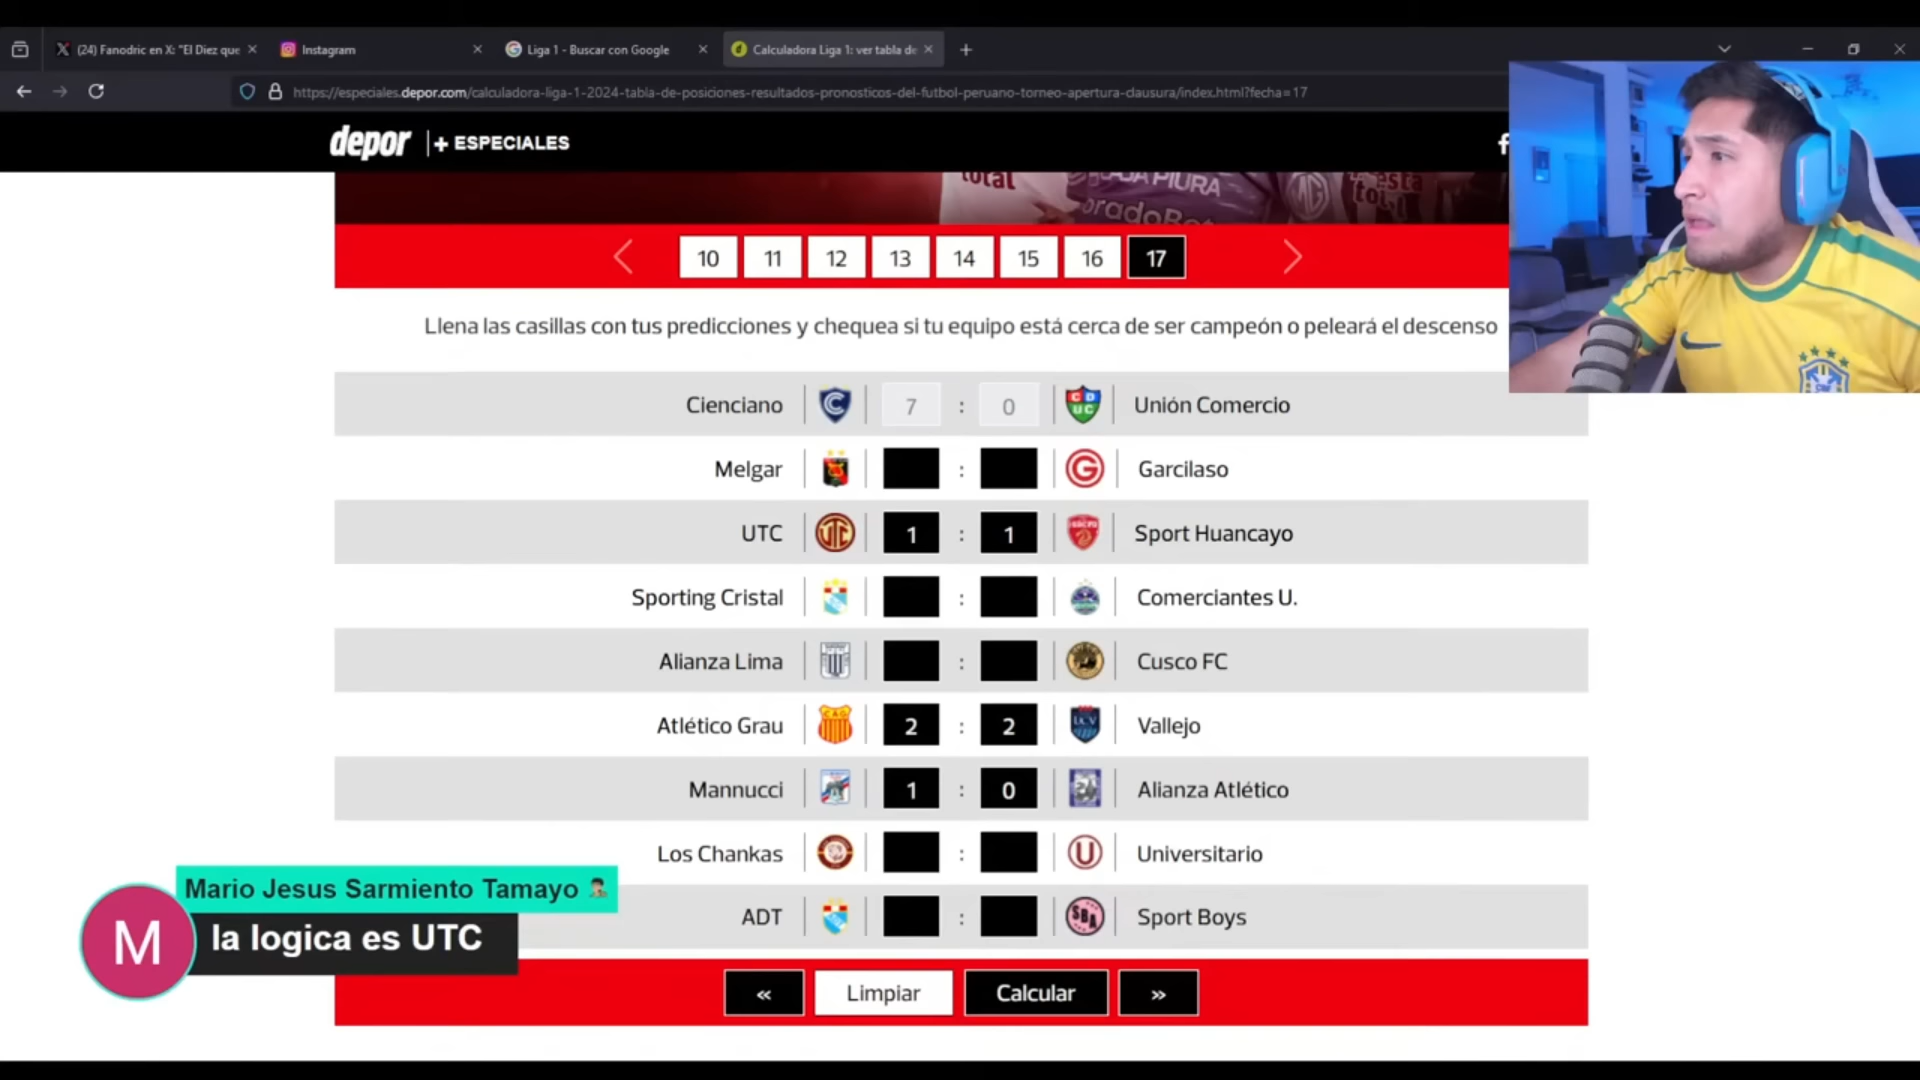 (24) Fanodric en X: "El Diez que
Instagram
Liga 1 - Buscar con Google
Calculadora Liga 1: ver tabla de
https://especiales.depor.com/calculadora-liga-1-2024-tabla-de-posiciones-resultados-pronosticos-del-futbol-peruano-torneo-apertura-clausura/index.html?fecha=17
depor + ESPECIALES
total
PIURA
MG
10 11 12 13 14 15 16 17
Llena las casillas con tus predicciones y chequea si tu equipo está cerca de ser campeón o peleará el descenso
Cienciano 7 : 0 Unión Comercio
Melgar : Garcilaso
UTC 1 : 1 Sport Huancayo
Sporting Cristal : Comerciantes U.
Alianza Lima : Cusco FC
Atlético Grau 2 : 2 Vallejo
Mannucci 1 : 0 Alianza Atlético
Los Chankas : Universitario
ADT : Sport Boys
M
Mario Jesus Sarmiento Tamayo
la logica es UTC
« Limpiar Calcular »